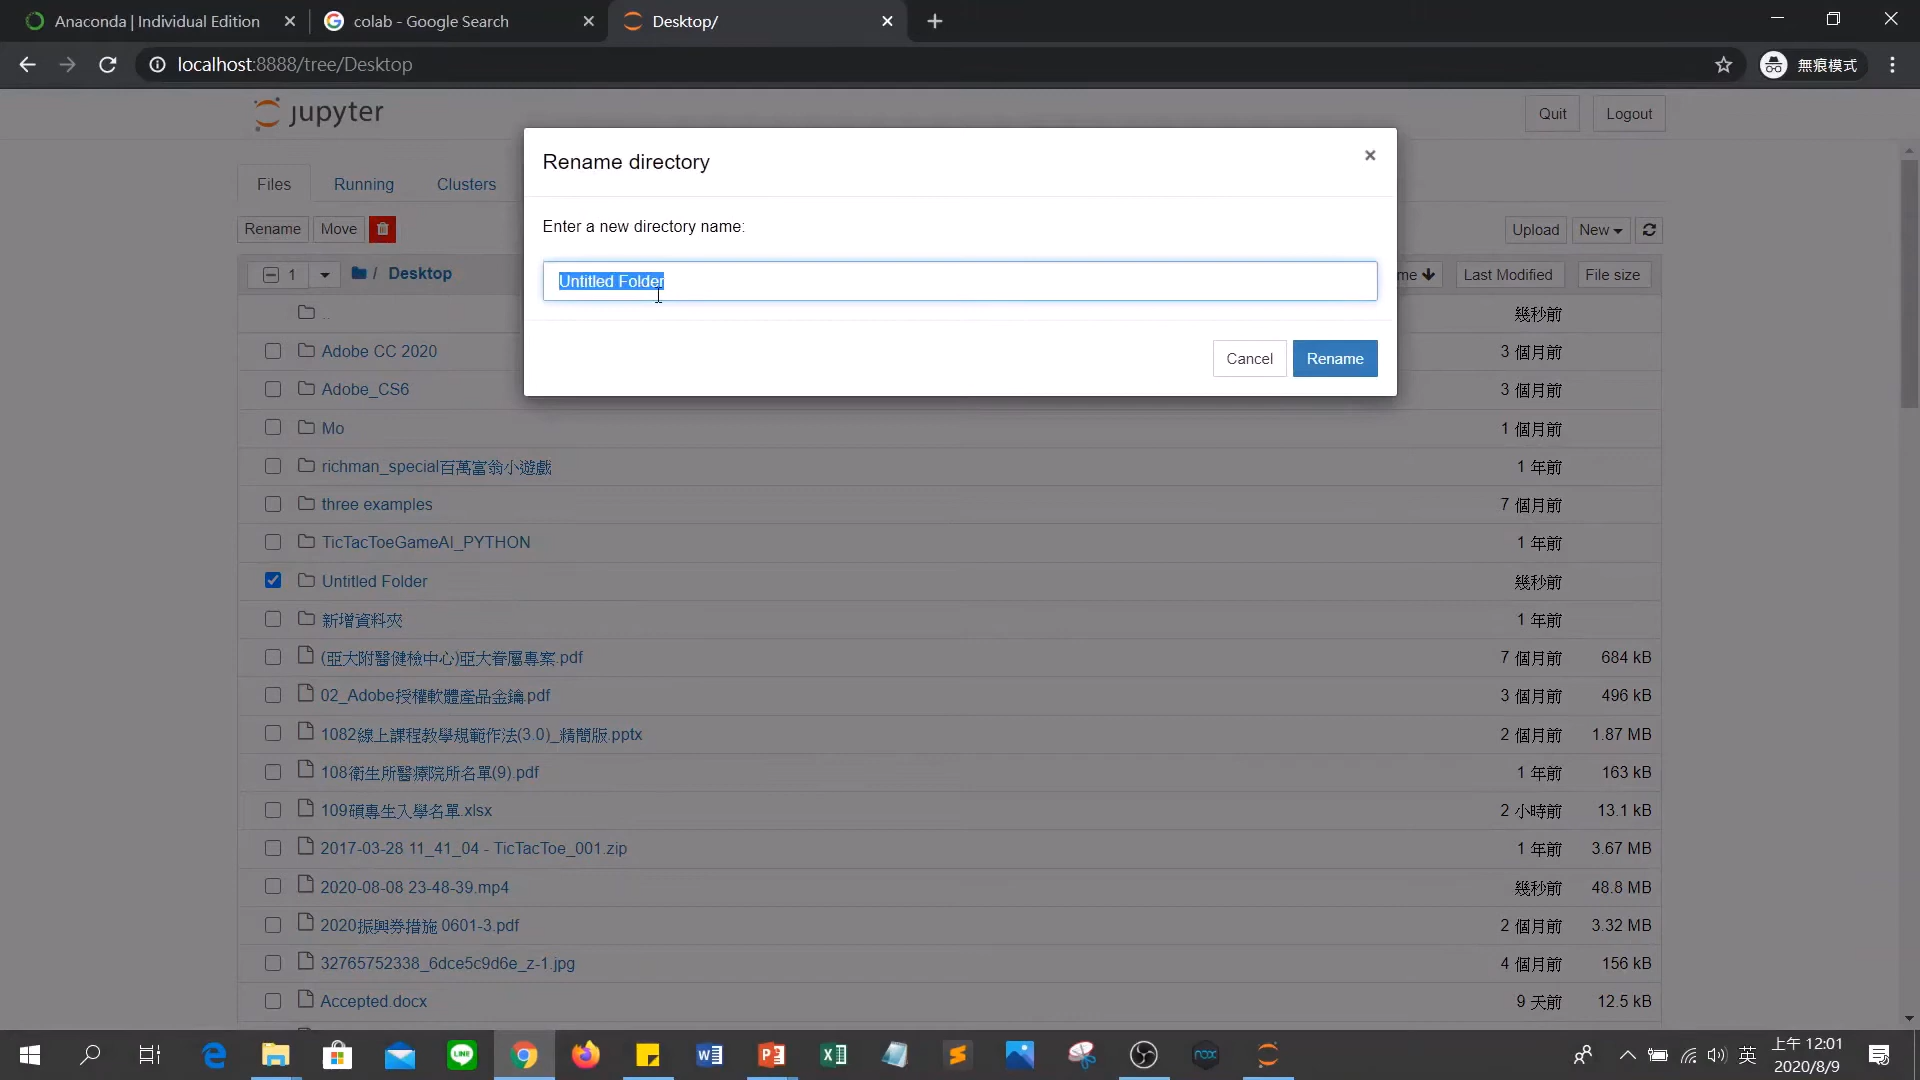 Anaconda | Individual Edition
colab - Google Search
Desktop/
localhost:8888/tree/Desktop
無痕模式
jupyter
Quit
Logout
Rename directory
Files
Running
Clusters
Enter a new directory name:
Rename
Move
Upload
New
1
/ Desktop
Untitled Folder
me
Last Modified
File size
..
幾秒前
Cancel
Rename
Adobe CC 2020
3 個月前
Adobe_CS6
3 個月前
Mo
1 個月前
richman_special百萬富翁小遊戲
1 年前
three examples
7 個月前
TicTacToeGameAI_PYTHON
1 年前
Untitled Folder
幾秒前
新增資料夾
1 年前
(亞大附醫健檢中心)亞大眷屬專案.pdf
7 個月前
684 kB
02_Adobe授權軟體產品金鑰.pdf
3 個月前
496 kB
1082線上課程教學規範作法(3.0)_精簡版.pptx
2 個月前
1.87 MB
108衛生所醫療院所名單(9).pdf
1 年前
163 kB
109碩專生入學名單.xlsx
2 小時前
13.1 kB
2017-03-28 11_41_04 - TicTacToe_001.zip
1 年前
3.67 MB
2020-08-08 23-48-39.mp4
幾秒前
48.8 MB
2020振興券措施 0601-3.pdf
2 個月前
3.32 MB
32765752338_6dce5c9d6e_z-1.jpg
4 個月前
156 kB
Accepted.docx
9 天前
12.5 kB
英
上午 12:01
2020/8/9